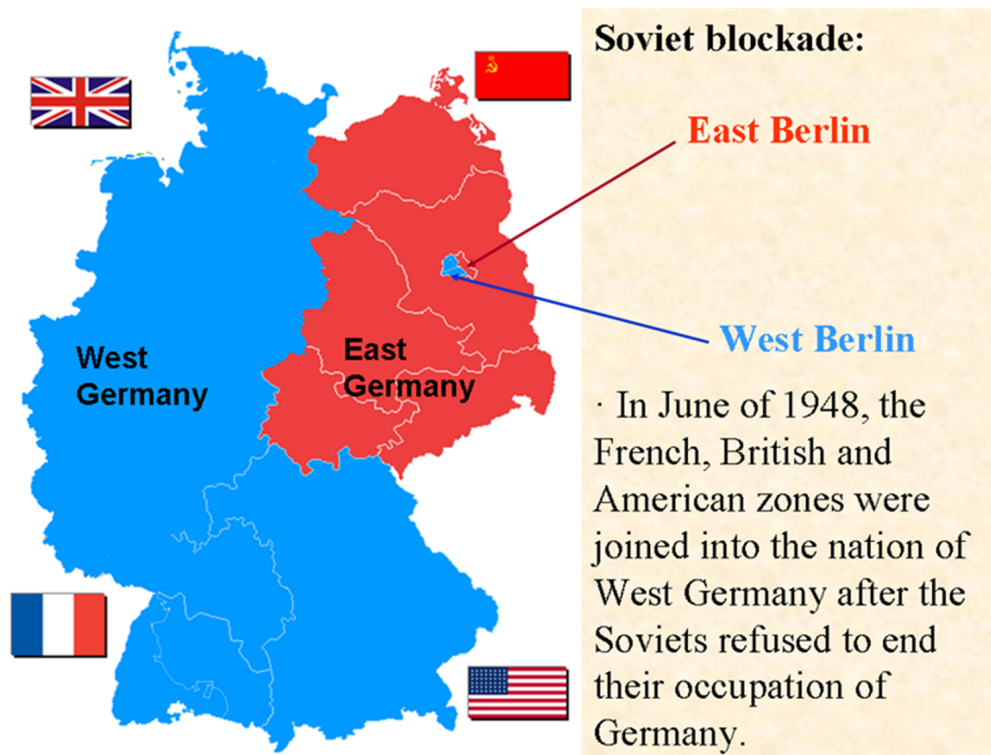 Soviet blockade:
East Berlin
West Berlin
West
Germany
East
Germany
· In June of 1948, the
French, British and
American zones were
joined into the nation of
West Germany after the
Soviets refused to end
their occupation of
Germany.